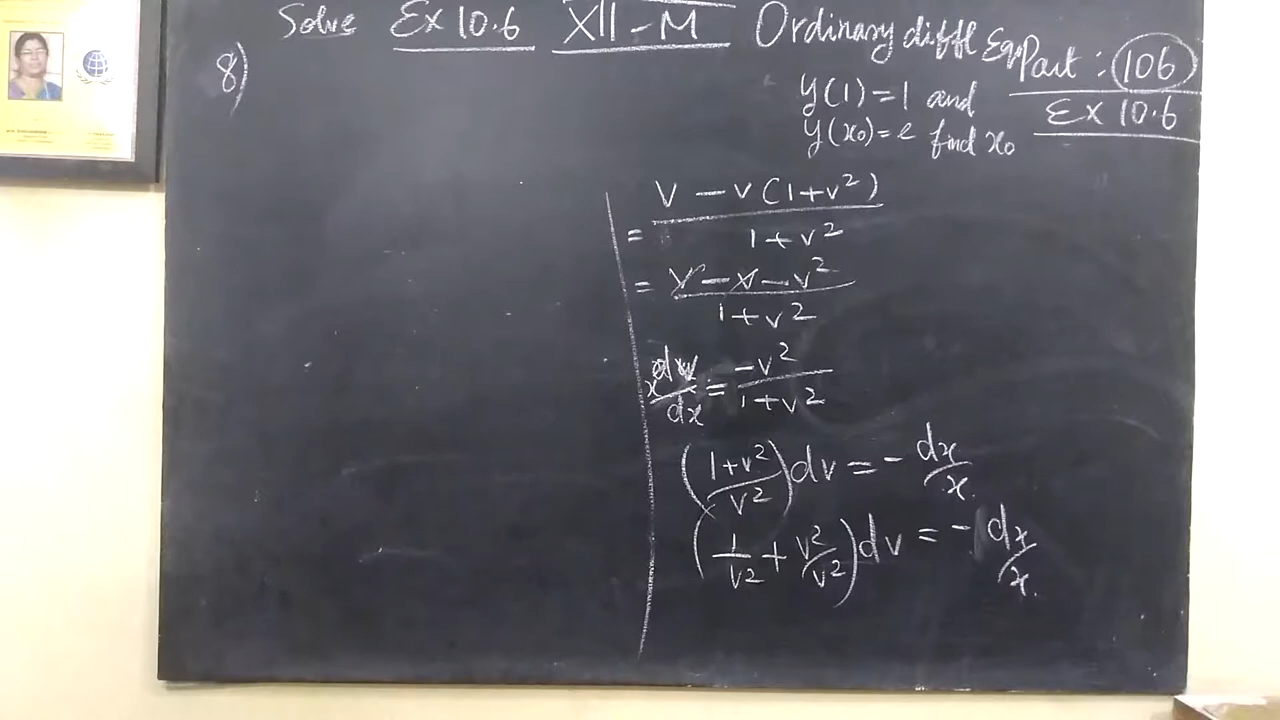 Solve Ex 10.6 XII - M Ordinary diffl Eqn Part : 106
Ex 10.6
8)
y(1) = 1 and
y(x₀) = e find x₀
= v - v(1+v²) / 1+v²
= v - v - v² / 1+v²
x dv/dx = -v² / 1+v²
(1+v² / v²) dv = - dx/x
(1/v² + v²/v²) dv = - dx/x